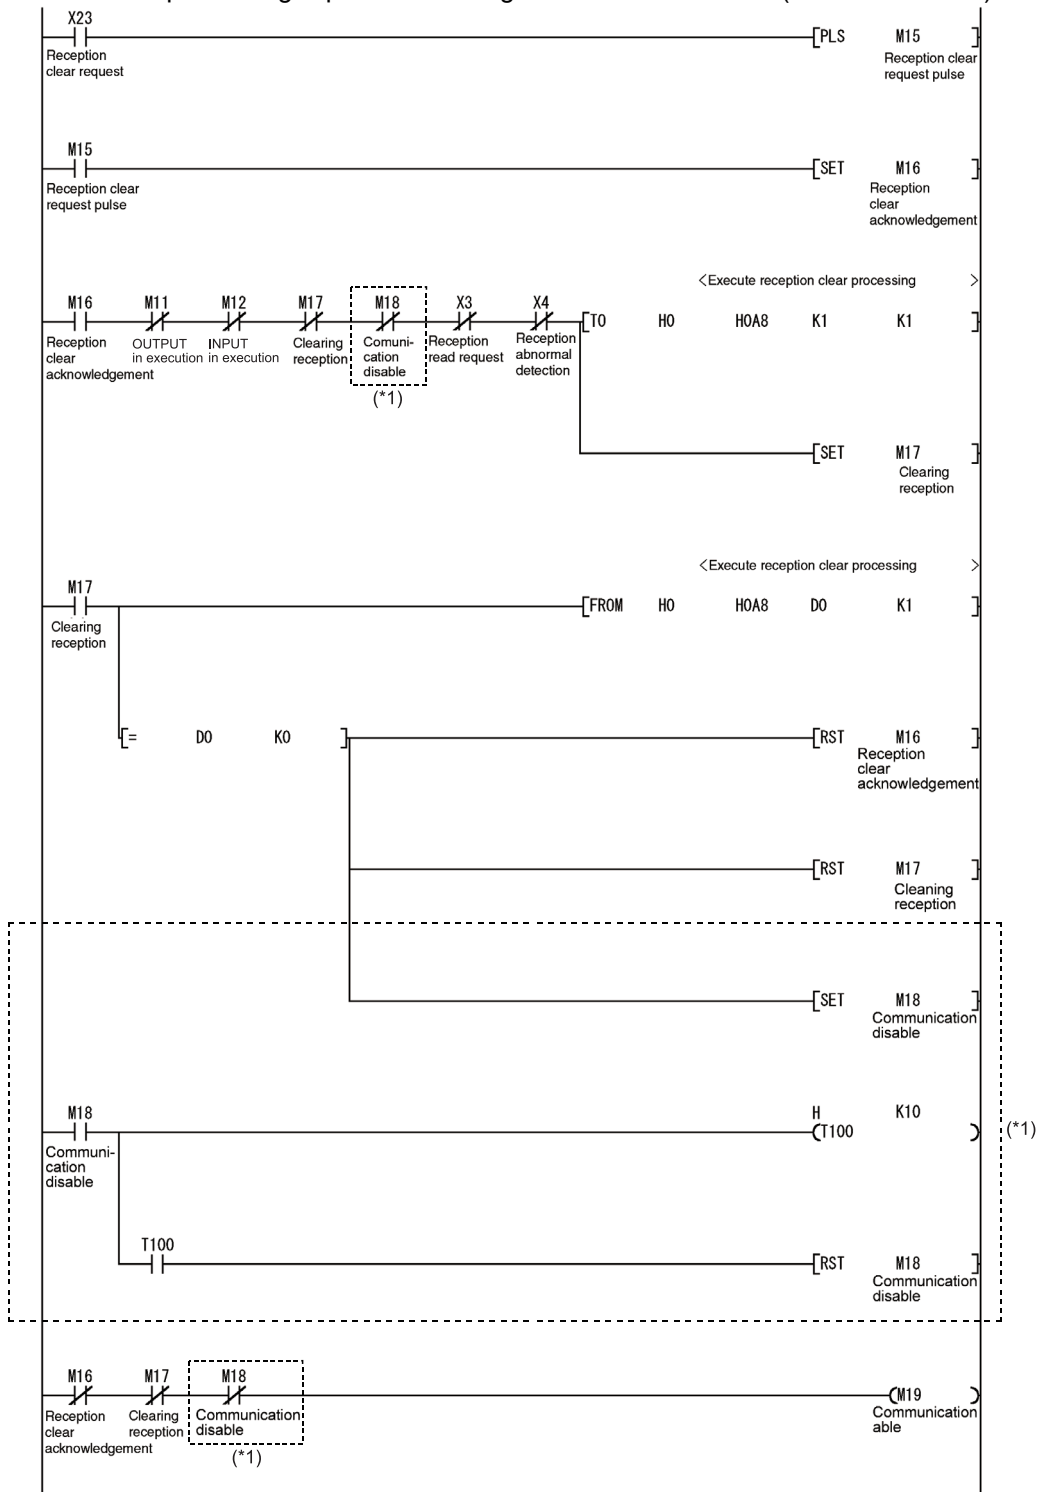 X23
[PLS M15 ]
Reception
clear request
Reception clear
request pulse
M15
[SET M16 ]
Reception clear
request pulse
Reception
clear
acknowledgement
<Execute reception clear processing >
M16 M11 M12 M17 M18 X3 X4
[TO H0 H0A8 K1 K1 ]
Reception
clear
acknowledgement
OUTPUT
in execution
INPUT
in execution
Clearing
reception
Comuni-
cation
disable
Reception
read request
Reception
abnormal
detection
(*1)
[SET M17 ]
Clearing
reception
<Execute reception clear processing >
M17
[FROM H0 H0A8 D0 K1 ]
Clearing
reception
[= D0 K0 ]
[RST M16 ]
Reception
clear
acknowledgement
[RST M17 ]
Cleaning
reception
[SET M18 ]
Communication
disable
M18
H K10
(T100 )
(*1)
Communi-
cation
disable
T100
[RST M18 ]
Communication
disable
M16 M17 M18
(M19 )
Reception
clear
acknowledgement
Clearing
reception
Communication
disable
Communication
able
(*1)